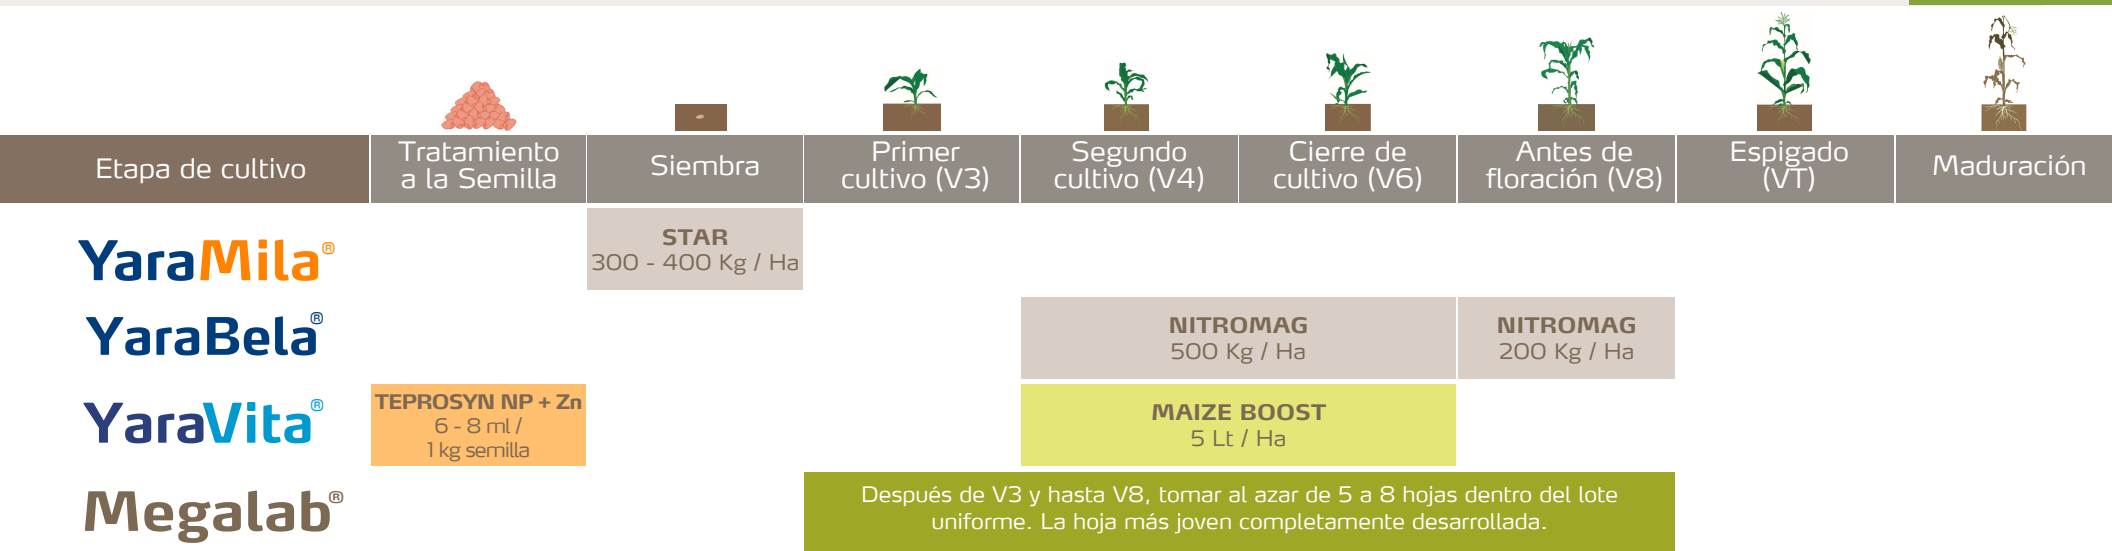 Etapa de cultivo
Tratamiento
a la Semilla
Siembra
Primer
cultivo (V3)
Segundo
cultivo (V4)
Cierre de
cultivo (V6)
Antes de
floración (V8)
Espigado
(VT)
Maduración
YaraMila®
STAR
300 - 400 Kg / Ha
YaraBela®
NITROMAG
500 Kg / Ha
NITROMAG
200 Kg / Ha
YaraVita®
TEPROSYN NP + Zn
6 - 8 ml /
1 kg semilla
MAIZE BOOST
5 Lt / Ha
Megalab®
Después de V3 y hasta V8, tomar al azar de 5 a 8 hojas dentro del lote
uniforme. La hoja más joven completamente desarrollada.